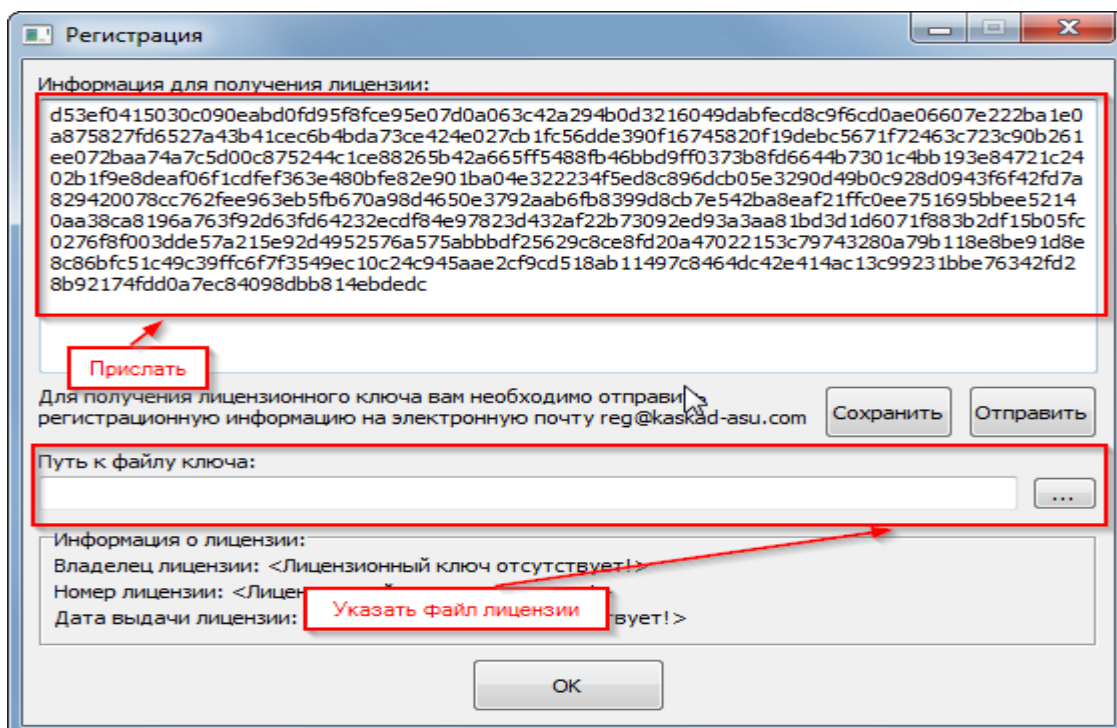 Регистрация
Информация для получения лицензии:
d53ef0415030c090eabd0fd95f8fce95e07d0a063c42a294b0d3216049dabfecd8c9f6cd0ae06607e222ba1e0
a875827fd6527a43b41cec6b4bda73ce424e027cb1fc56dde390f16745820f19debc5671f72463c723c90b261
ee072baa74a7c5d00c875244c1ce88265b42a665ff5488fb46bbd9ff0373b8fd6644b7301c4bb193e84721c24
02b1f9e8deaf06f1cdfef363e480bfe82e901ba04e322234f5ed8c896dcb05e3290d49b0c928d0943f6f42fd7a
829420078cc762fee963eb5fb670a98d4650e3792aab6fb8399d8cb7e542ba8eaf21ffc0ee751695bbee5214
0aa38ca8196a763f92d63fd64232ecdf84e97823d432af22b73092ed93a3aa81bd3d1d6071f883b2df15b05fc
0276f8f003dde57a215e92d4952576a575abbbdf25629c8ce8fd20a47022153c79743280a79b118e8be91d8e
8c86bfc51c49c39ffc6f7f3549ec10c24c945aae2cf9cd518ab11497c8464dc42e414ac13c99231bbe76342fd2
8b92174fdd0a7ec84098dbb814ebdedc
Прислать
Для получения лицензионного ключа вам необходимо
регистрационную информацию на электронную почту reg@kaskad-asu.com
Сохранить
Отправить
Путь к файлу ключа:
...
Информация о лицензии:
Владелец лицензии: <Лицензионный ключ отсутствует!>
Номер лицензии:
Указать файл лицензии
Дата выдачи лицензии:
OK